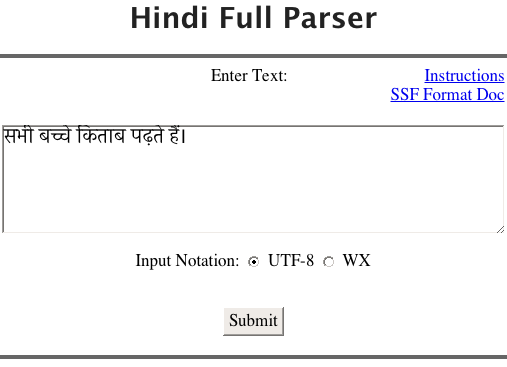 Hindi Full Parser
Enter Text:
Instructions
SSF Format Doc
सभी बच्चे किताब पढ़ते हैं।
Input Notation: UTF-8 WX
Submit